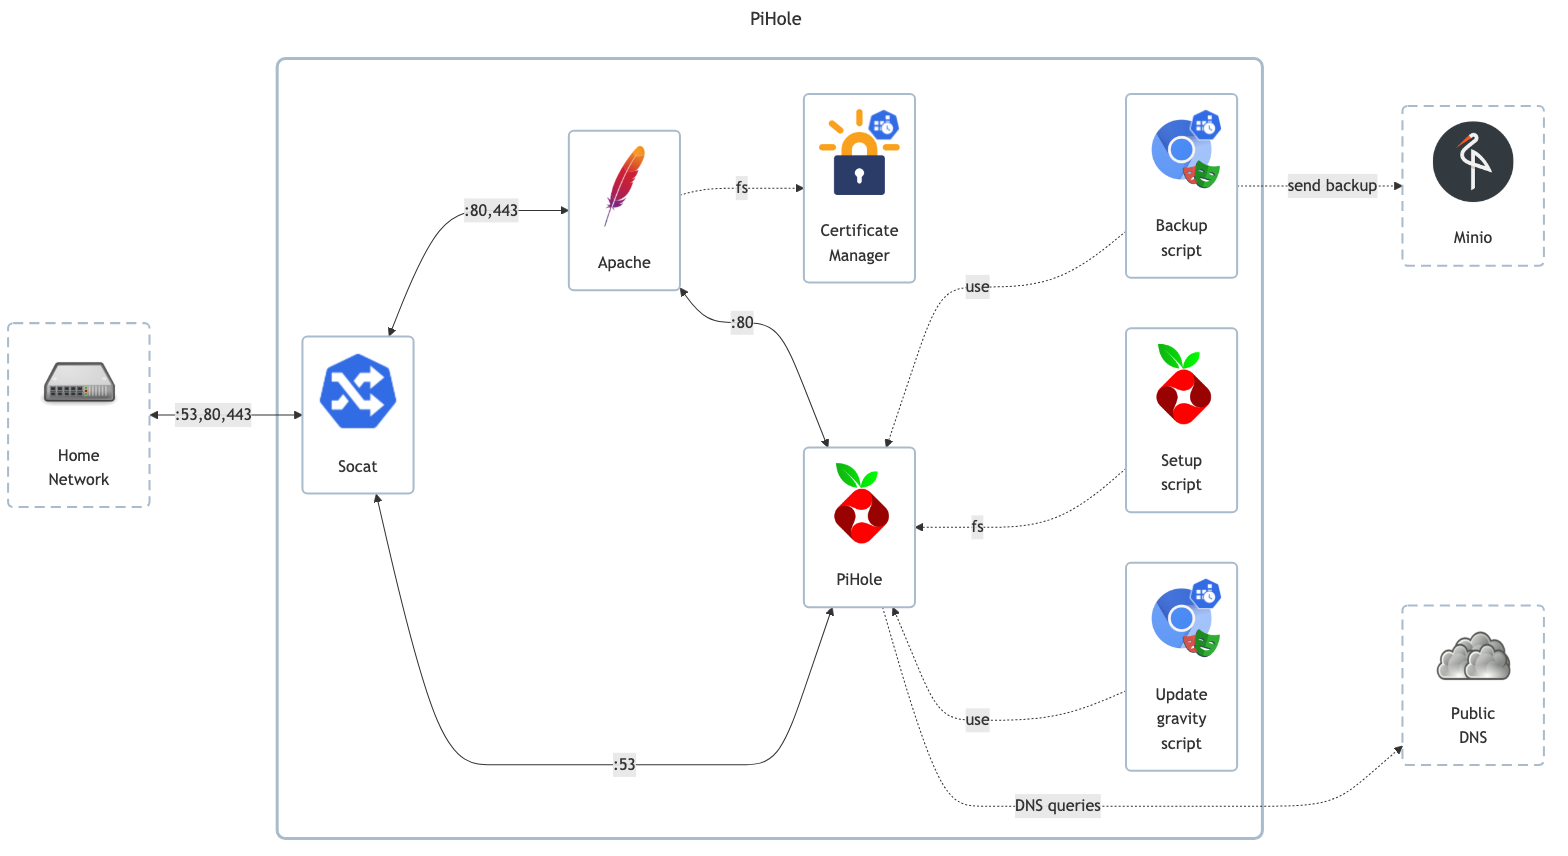 PiHole
Certificate
Manager
Backup
script
Minio
send backup
Apache
fs
:80,443
use
:80
Home
Network
:53,80,443
Socat
Setup
script
fs
PiHole
Update
gravity
script
use
Public
DNS
:53
DNS queries